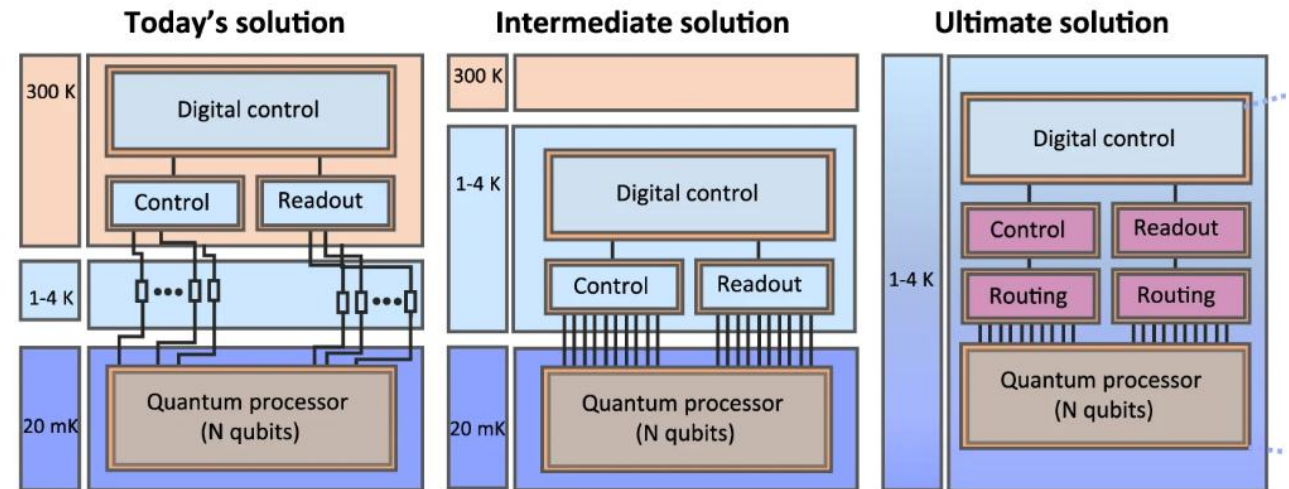 Today's solution
300 K
Digital control
Control
Readout
1-4 K
20 mK
Quantum processor
(N qubits)
Intermediate solution
300 K
1-4 K
Digital control
Control
Readout
20 mK
Quantum processor
(N qubits)
Ultimate solution
Digital control
Control
Readout
1-4 K
Routing
Routing
Quantum processor
(N qubits)